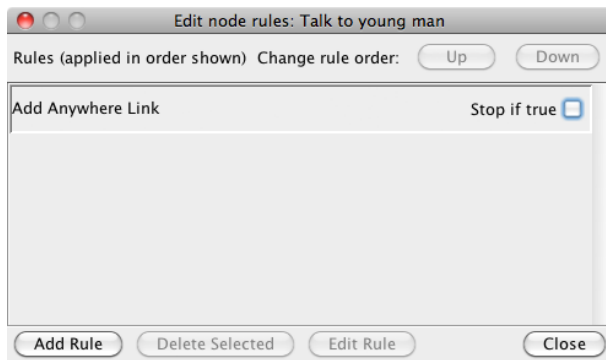 Edit node rules: Talk to young man
Rules (applied in order shown) Change rule order: Up Down
Add Anywhere Link Stop if true
Add Rule Delete Selected Edit Rule Close